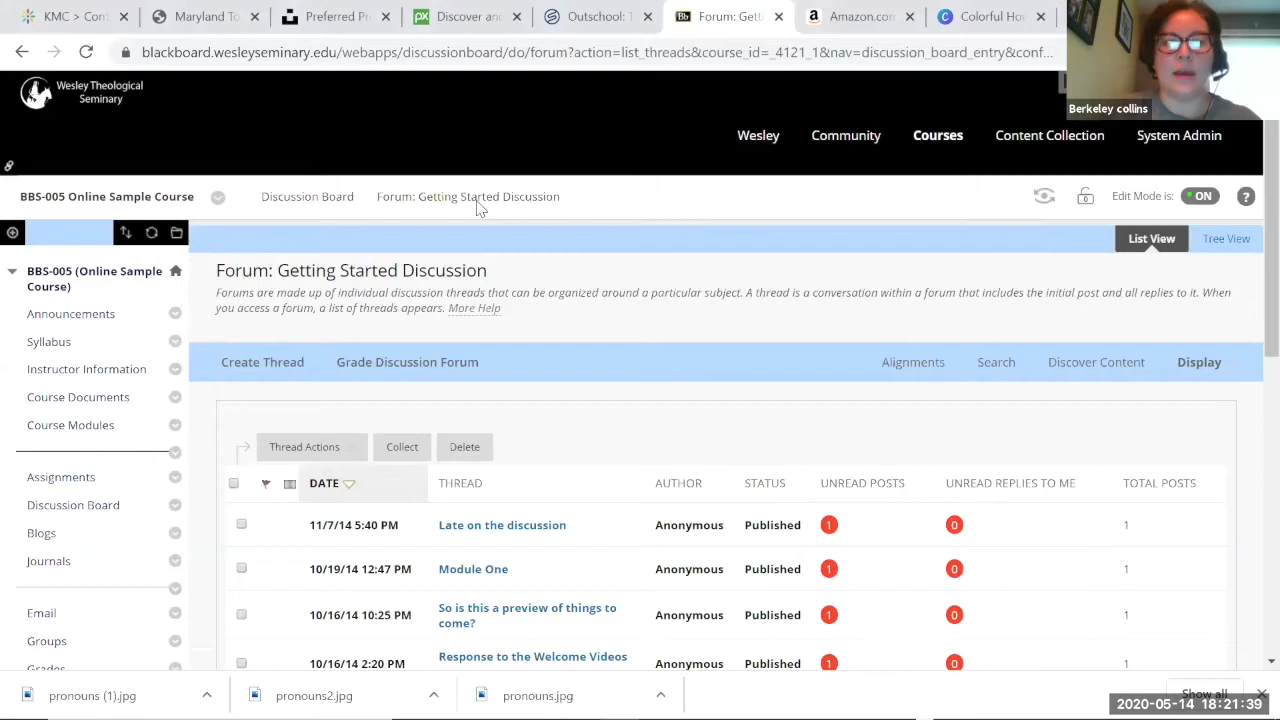 KMC > Cont
Maryland To
Preferred P
Discover an
Outschool: T
Forum: Gett
Amazon.com
Colorful Ho
blackboard.wesleyseminary.edu/webapps/discussionboard/do/forum?action=list_threads&course_id=_4121_1&nav=discussion_board_entry&conf...
Berkeley collins
Wesley Theological
Seminary
Wesley Community Courses Content Collection System Admin
BBS-005 Online Sample Course Discussion Board Forum: Getting Started Discussion Edit Mode is: ON ?
List View Tree View
BBS-005 (Online Sample
Course)
Announcements
Syllabus
Instructor Information
Course Documents
Course Modules
Assignments
Discussion Board
Blogs
Journals
Email
Groups
Grades
Forum: Getting Started Discussion
Forums are made up of individual discussion threads that can be organized around a particular subject. A thread is a conversation within a forum that includes the initial post and all replies to it. When
you access a forum, a list of threads appears. More Help
Create Thread Grade Discussion Forum Alignments Search Discover Content Display
Thread Actions Collect Delete
DATE THREAD AUTHOR STATUS UNREAD POSTS UNREAD REPLIES TO ME TOTAL POSTS
11/7/14 5:40 PM Late on the discussion Anonymous Published 1 0 1
10/19/14 12:47 PM Module One Anonymous Published 1 0 1
10/16/14 10:25 PM So is this a preview of things to
come? Anonymous Published 1 0 1
10/16/14 2:20 PM Response to the Welcome Videos Anonymous Published 1 0 1
pronouns (1).jpg pronouns2.jpg pronouns.jpg Show all
2020-05-14 18:21:39